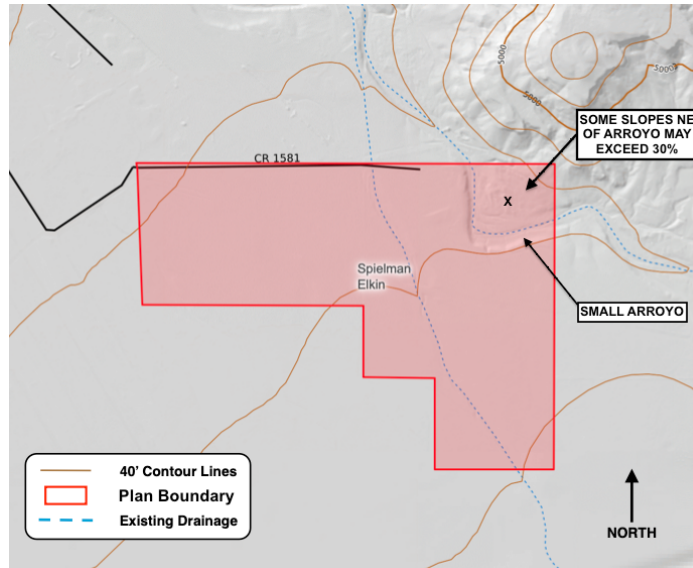 5000
5000
5000
SOME SLOPES NE
OF ARROYO MAY
EXCEED 30%
CR 1581
X
Spielman
Elkin
SMALL ARROYO
40' Contour Lines
Plan Boundary
Existing Drainage
NORTH